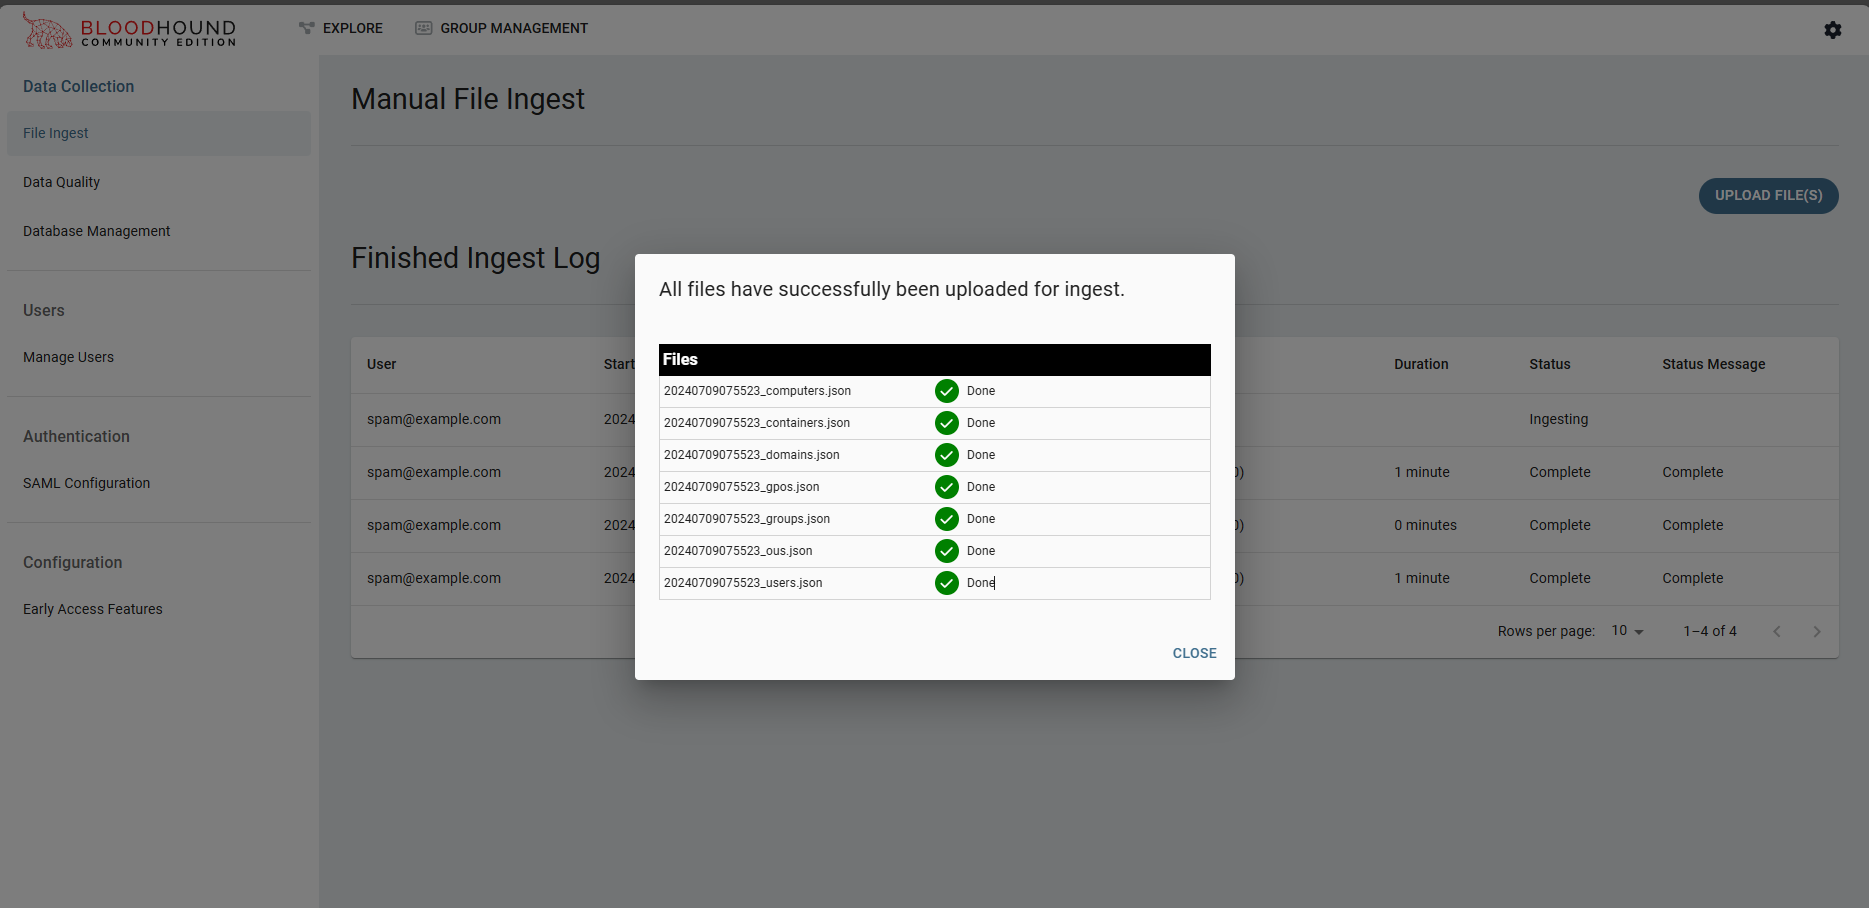 BLOODHOUND
COMMUNITY EDITION
EXPLORE
GROUP MANAGEMENT
Data Collection
File Ingest
Data Quality
Database Management
Users
Manage Users
Authentication
SAML Configuration
Configuration
Early Access Features
Manual File Ingest
UPLOAD FILE(S)
Finished Ingest Log
User Start Duration Status Status Message
spam@example.com 2024 Ingesting
spam@example.com 2024 0) 1 minute Complete Complete
spam@example.com 2024 0) 0 minutes Complete Complete
spam@example.com 2024 0) 1 minute Complete Complete
Rows per page: 10 1–4 of 4
All files have successfully been uploaded for ingest.
Files
20240709075523_computers.json Done
20240709075523_containers.json Done
20240709075523_domains.json Done
20240709075523_gpos.json Done
20240709075523_groups.json Done
20240709075523_ous.json Done
20240709075523_users.json Done
CLOSE